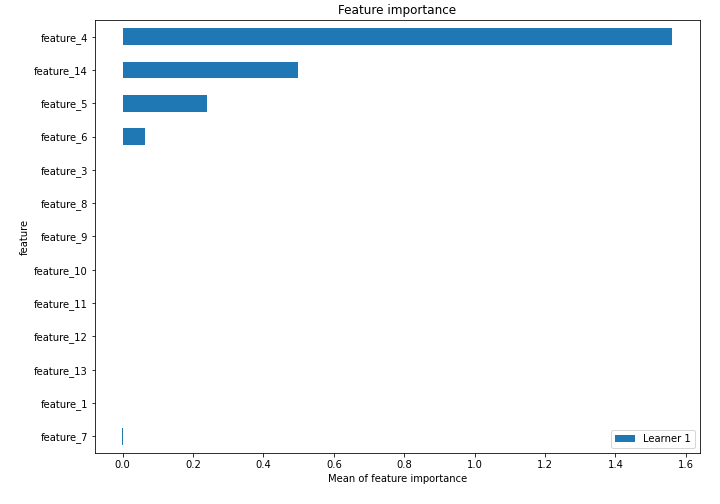 Feature importance
feature_4
feature_14
feature_5
feature_6
feature_3
feature_8
feature_9
feature_10
feature_11
feature_12
feature_13
feature_1
feature_7
feature
Learner 1
0.0 0.2 0.4 0.6 0.8 1.0 1.2 1.4 1.6
Mean of feature importance